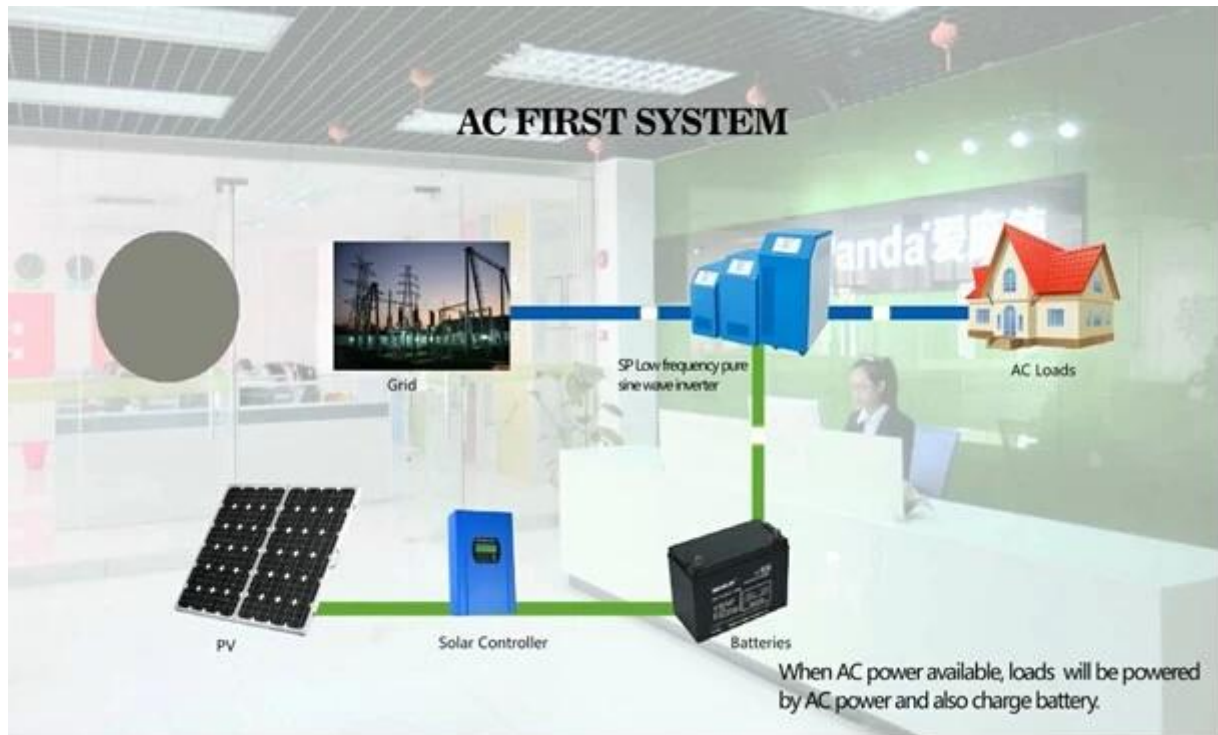 AC FIRST SYSTEM
Grid
SP Low frequency pure
sine wave inverter
AC Loads
PV
Solar Controller
Batteries
When AC power available, loads will be powered
by AC power and also charge battery.